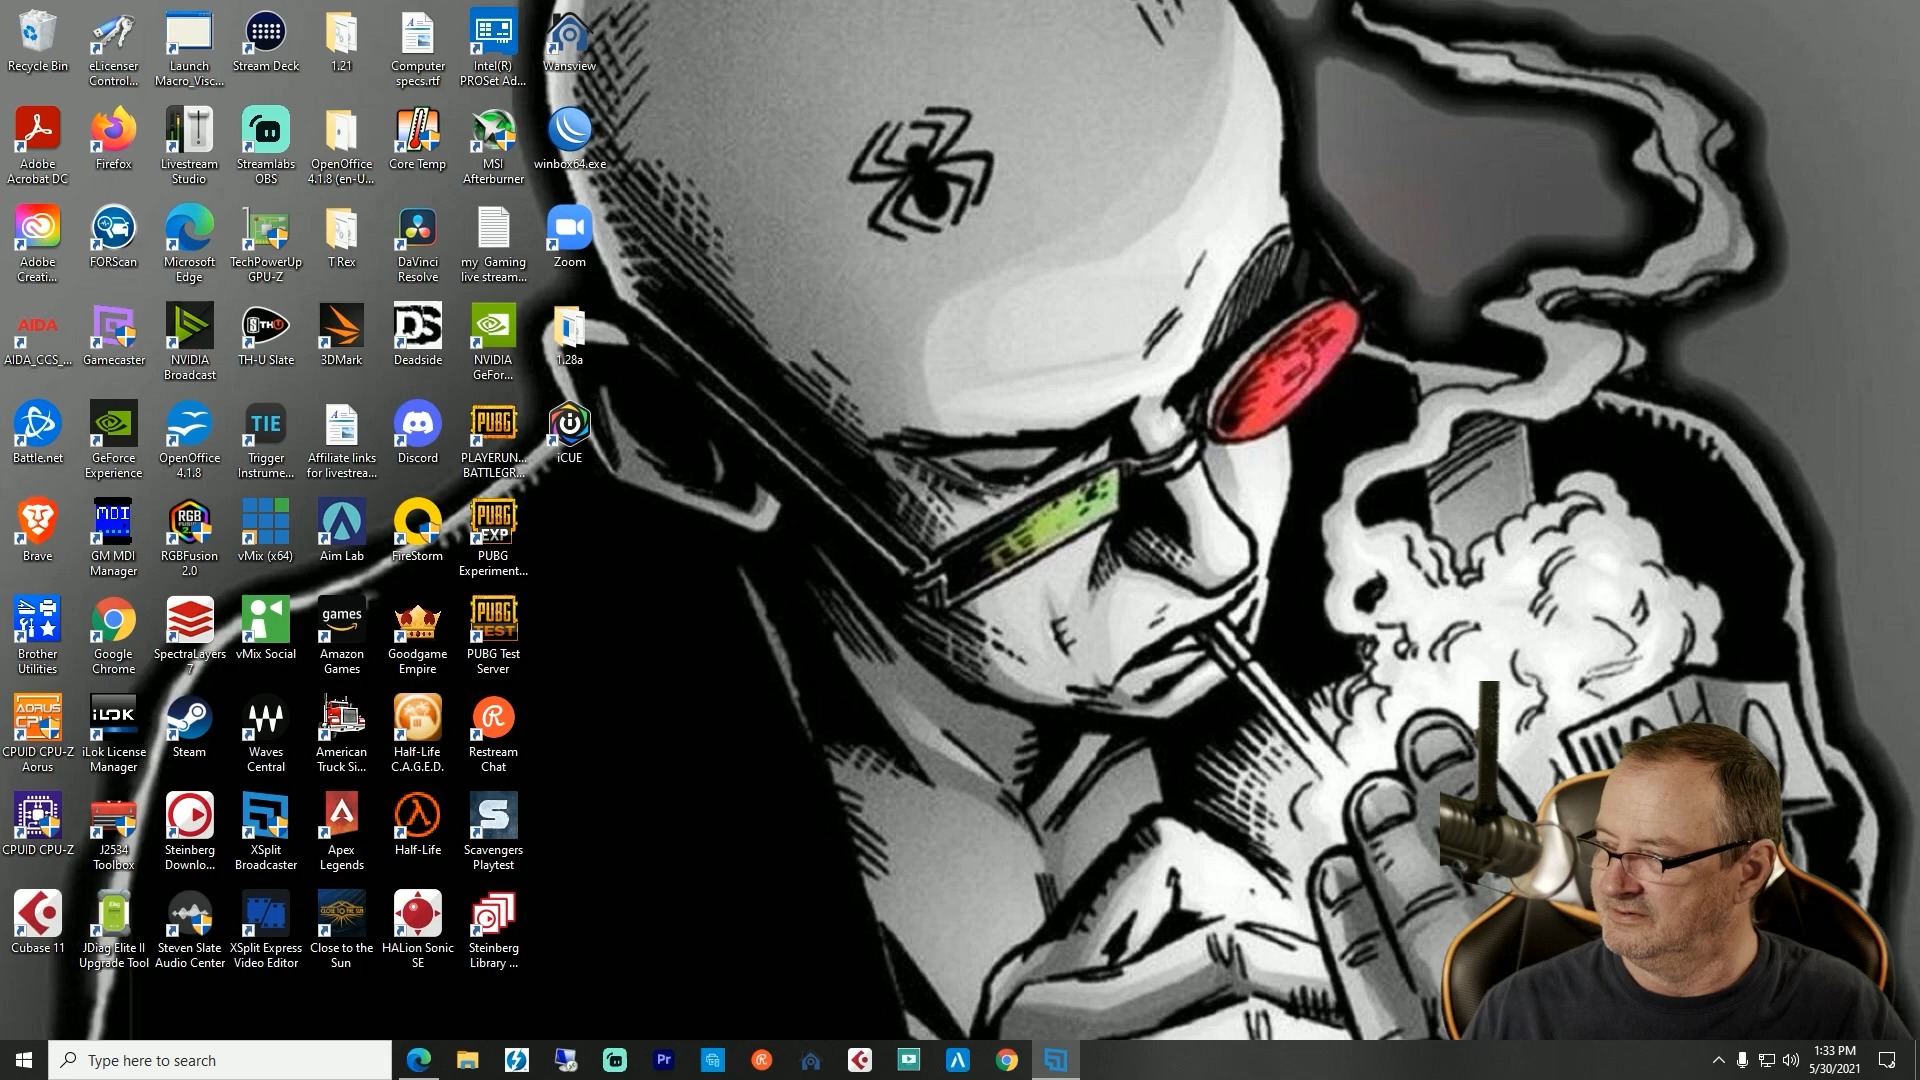 Recycle Bin
eLicenser
Control...
Launch
Macro_Visc...
Stream Deck
1.21
Computer
specs.rtf
Intel(R)
PROSet Ad...
Wansview
Adobe
Acrobat DC
Firefox
Livestream
Studio
Streamlabs
OBS
OpenOffice
4.1.8 (en-U...
Core Temp
MSI
Afterburner
winbox64.exe
Adobe
Creati...
FORScan
Microsoft
Edge
TechPowerUp
GPU-Z
T Rex
DaVinci
Resolve
my Gaming
live stream...
Zoom
AIDA
AIDA_CCS_...
Gamecaster
NVIDIA
Broadcast
TH-U Slate
3DMark
DS
Deadside
NVIDIA
GeFor...
1.28a
Battle.net
GeForce
Experience
OpenOffice
4.1.8
TIE
Trigger
Instrume...
Affiliate links
for livestrea...
Discord
PUBG
PLAYERUN...
BATTLEGR...
iCUE
Brave
MDI
GM MDI
Manager
RGB
RGBFusion
2.0
vMix (x64)
Aim Lab
FireStorm
PUBG
EXP
PUBG
Experiment...
Brother
Utilities
Google
Chrome
SpectraLayers
7
vMix Social
games
Amazon
Games
Goodgame
Empire
PUBG
TEST
PUBG Test
Server
AORUS
CPU
CPUID CPU-Z
Aorus
iLOK
iLok License
Manager
Steam
Waves
Central
American
Truck Si...
Half-Life
C.A.G.E.D.
Restream
Chat
CPUID CPU-Z
J2534
Toolbox
Steinberg
Downlo...
XSplit
Broadcaster
Apex
Legends
Half-Life
Scavengers
Playtest
Cubase 11
JDiag Elite II
Upgrade Tool
Steven Slate
Audio Center
XSplit Express
Video Editor
CLOSE TO THE
SUN
Close to the
Sun
HALion Sonic
SE
Steinberg
Library ...
Type here to search
Pr
1:33 PM
5/30/2021